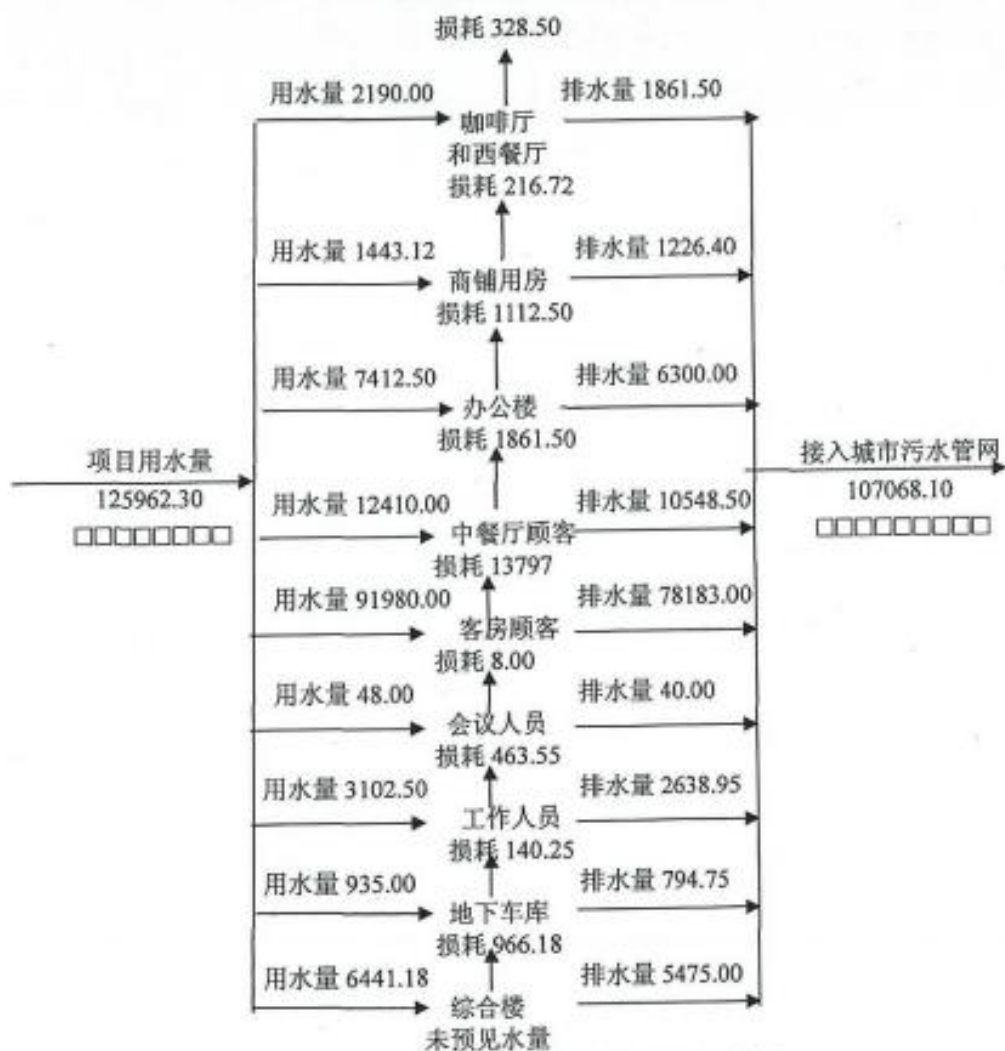 损耗 328.50
用水量 2190.00
排水量 1861.50
咖啡厅
和西餐厅
损耗 216.72
用水量 1443.12
排水量 1226.40
商铺用房
损耗 1112.50
用水量 7412.50
排水量 6300.00
办公楼
损耗 1861.50
项目用水量
125962.30
□□□□□□□□
接入城市污水管网
107068.10
□□□□□□□□□
用水量 12410.00
排水量 10548.50
中餐厅顾客
损耗 13797
用水量 91980.00
排水量 78183.00
客房顾客
损耗 8.00
用水量 48.00
排水量 40.00
会议人员
损耗 463.55
用水量 3102.50
排水量 2638.95
工作人员
损耗 140.25
用水量 935.00
排水量 794.75
地下车库
损耗 966.18
用水量 6441.18
排水量 5475.00
综合楼
未预见水量